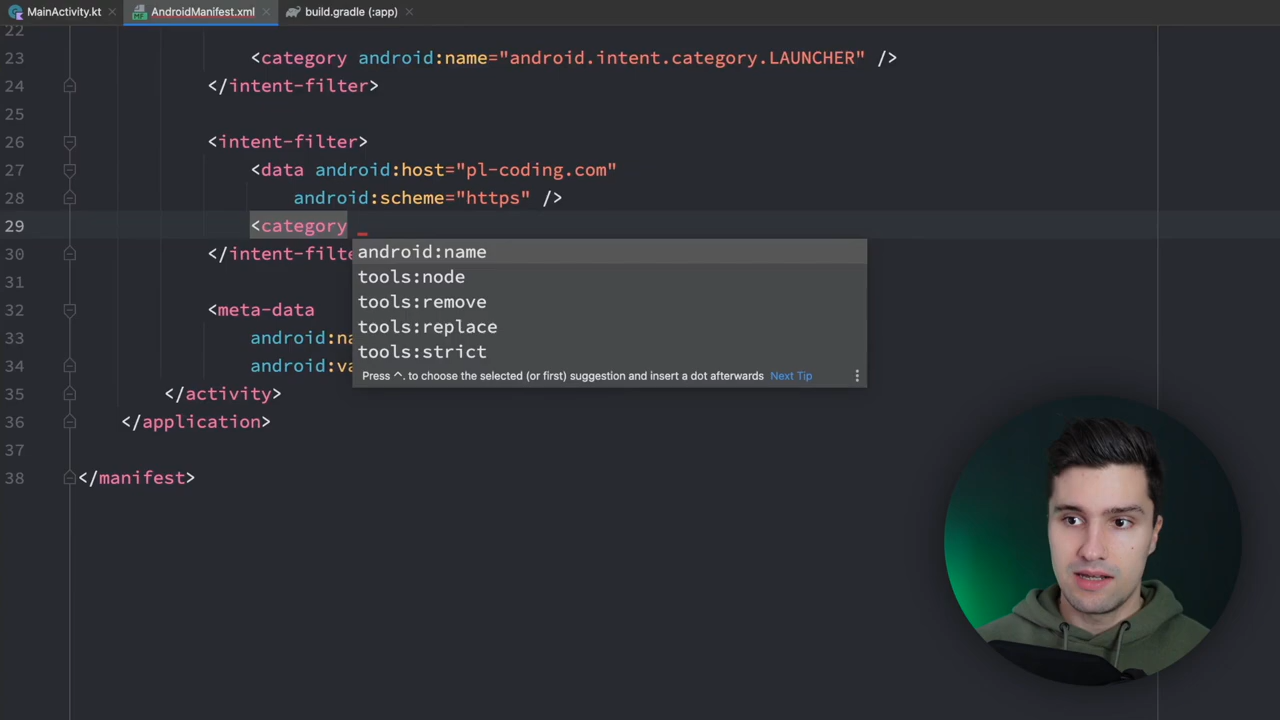 MainActivity.kt
AndroidManifest.xml
build.gradle (:app)
22
23 <category android:name="android.intent.category.LAUNCHER" />
24 </intent-filter>
25
26 <intent-filter>
27 <data android:host="pl-coding.com"
28 android:scheme="https" />
29 <category _
android:name
30 </intent-filte
tools:node
31
tools:remove
32 <meta-data
tools:replace
33 android:na
tools:strict
34 android:va
Press ^. to choose the selected (or first) suggestion and insert a dot afterwards Next Tip
35 </activity>
36 </application>
37
38 </manifest>